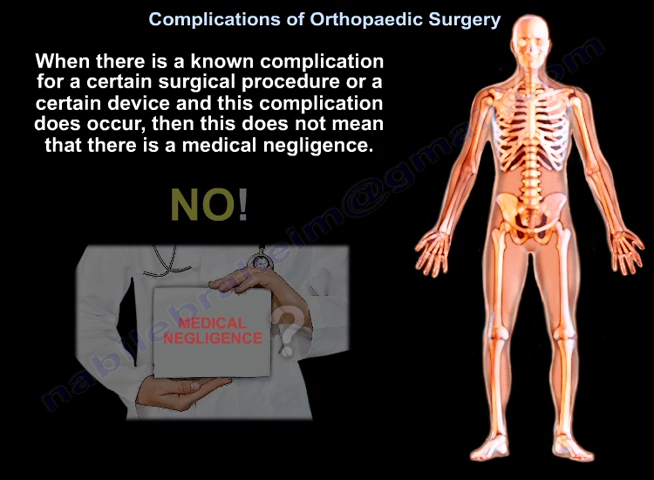 Complications of Orthopaedic Surgery
When there is a known complication
for a certain surgical procedure or a
certain device and this complication
does occur, then this does not mean
that there is a medical negligence.
NO!
MEDICAL
NEGLIGENCE
?